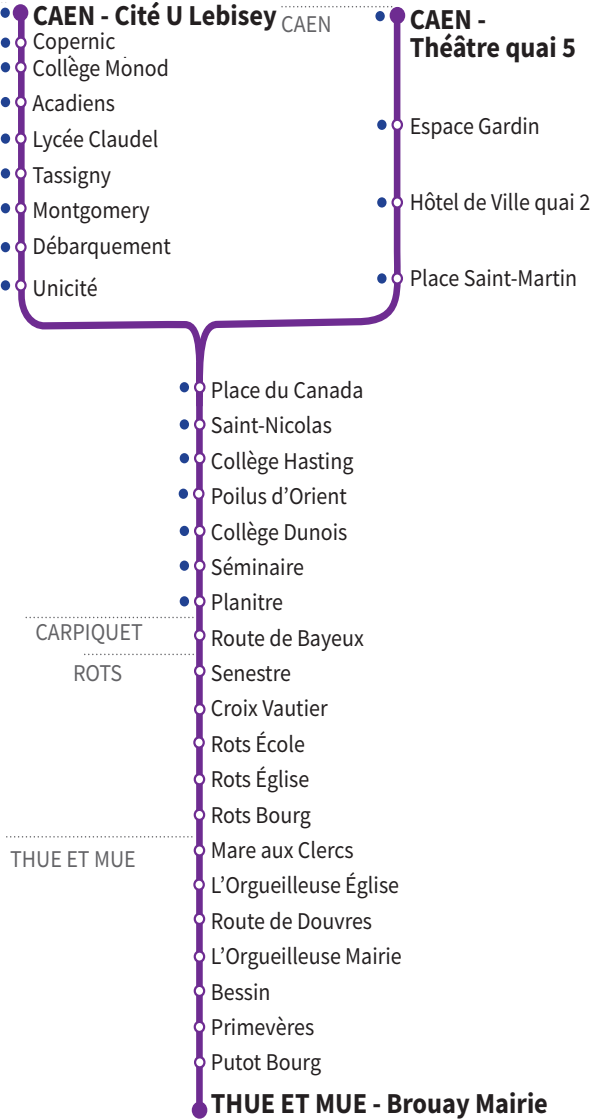 CAEN - Cité U Lebisey
Copernic
Collège Monod
Acadiens
Lycée Claudel
Tassigny
Montgomery
Débarquement
Unicité
CAEN
CAEN -
Théâtre quai 5
Espace Gardin
Hôtel de Ville quai 2
Place Saint-Martin
Place du Canada
Saint-Nicolas
Collège Hasting
Poilus d'Orient
Collège Dunois
Séminaire
Planitre
CARPIQUET
Route de Bayeux
ROTS
Senestre
Croix Vautier
Rots École
Rots Église
Rots Bourg
THUE ET MUE
Mare aux Clercs
L'Orgueilleuse Église
Route de Douvres
L'Orgueilleuse Mairie
Bessin
Primevères
Putot Bourg
THUE ET MUE - Brouay Mairie